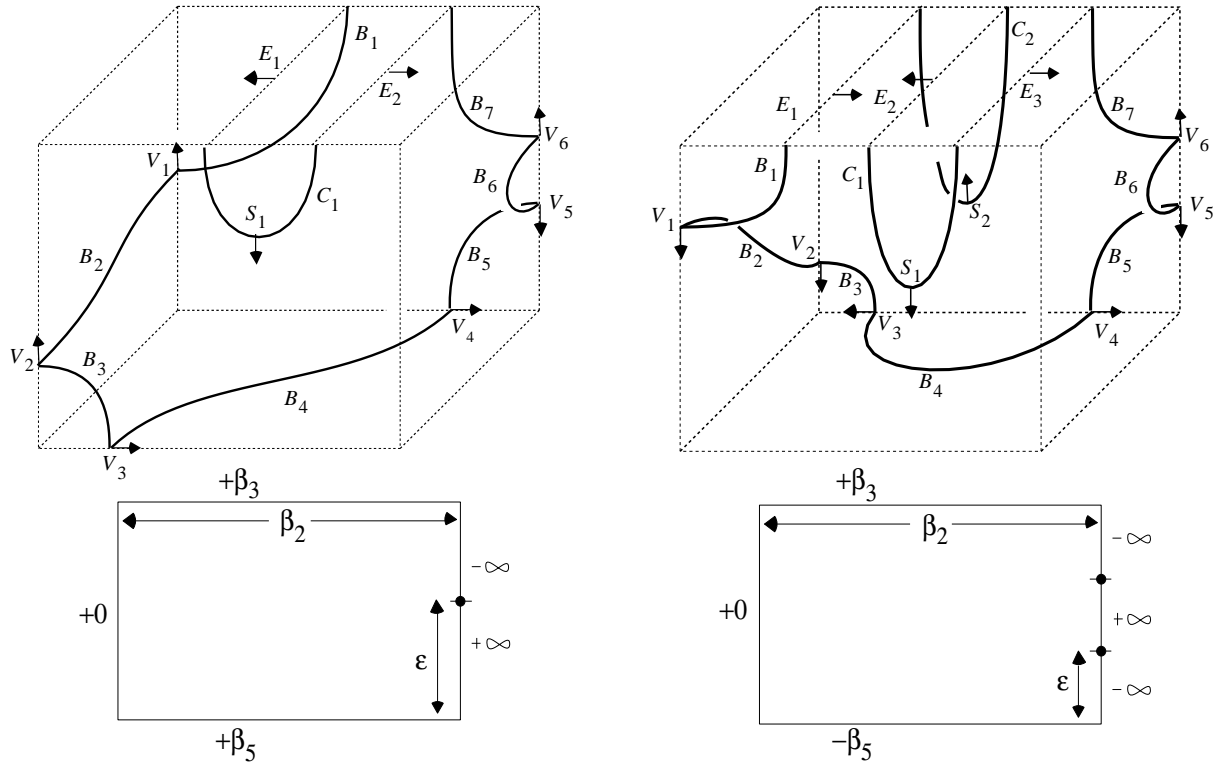 B1
E1
E2
B7
V1
V6
B6
S1
C1
V5
B2
B5
V4
V2
B3
B4
V3
+β3
β2
−∞
+0
+∞
ε
+β5
C2
E1
E2
E3
B7
V6
B1
C1
B6
V1
S2
V5
V2
B2
S1
B5
B3
V3
V4
B4
+β3
β2
−∞
+0
+∞
ε
−∞
−β5